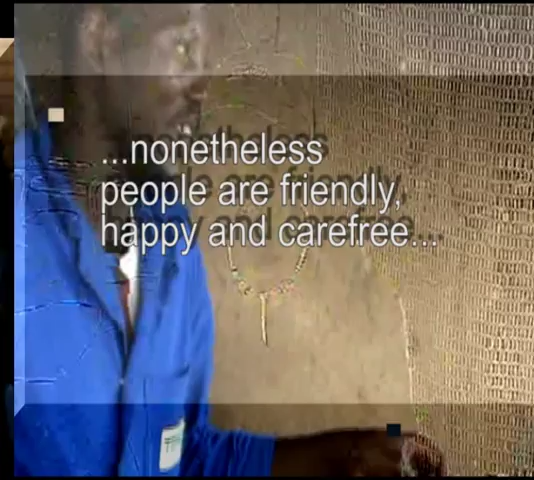 ...nonetheless
people are friendly,
happy and carefree...